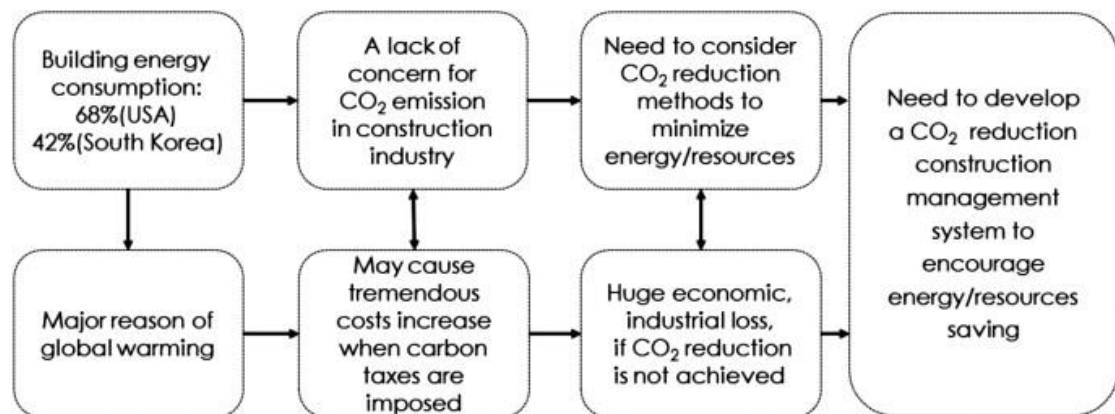 Building energy
consumption:
68%(USA)
42%(South Korea)
A lack of
concern for
CO₂ emission
in construction
industry
Need to consider
CO₂ reduction
methods to
minimize
energy/resources
Need to develop
a CO₂ reduction
construction
management
system to
encourage
energy/resources
saving
Major reason of
global warming
May cause
tremendous
costs increase
when carbon
taxes are
imposed
Huge economic,
industrial loss,
if CO₂ reduction
is not achieved